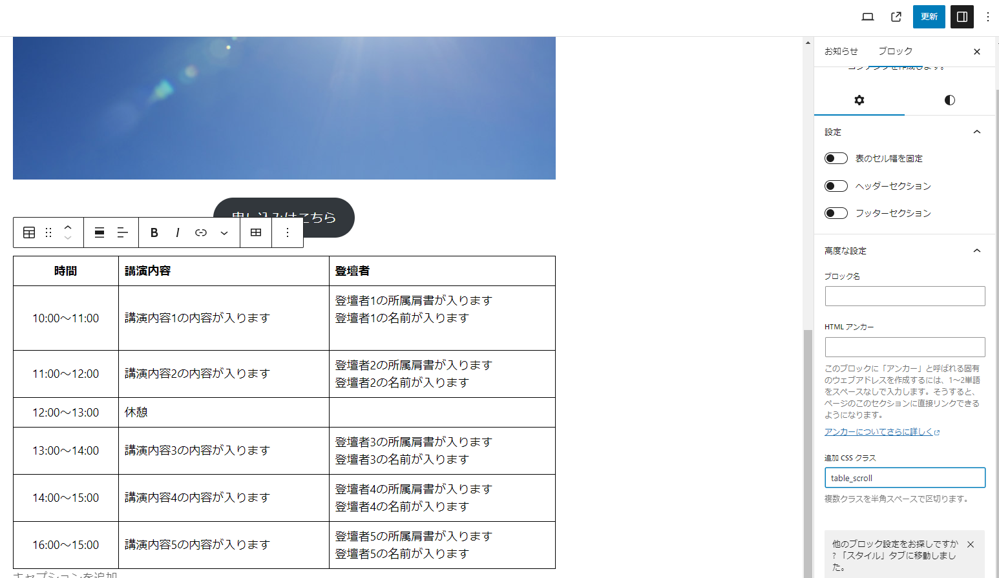 更新
お知らせ ブロック
コンテンツを作成します。
設定
表のセル幅を固定
ヘッダーセクション
フッターセクション
高度な設定
ブロック名
HTML アンカー
このブロックに「アンカー」と呼ばれる固有
のウェブアドレスを作成するには、1〜2単語
をスペースなしで入力します。そうすると、
ページのこのセクションに直接リンクできる
ようになります。
アンカーについてさらに詳しく
追加 CSS クラス
table_scroll
複数クラスを半角スペースで区切ります。
他のブロック設定をお探しですか
? 「スタイル」タブに移動しまし
た。
申し込みはこちら
B I
時間 講演内容 登壇者
10:00〜11:00 講演内容1の内容が入ります 登壇者1の所属肩書が入ります
登壇者1の名前が入ります
11:00〜12:00 講演内容2の内容が入ります 登壇者2の所属肩書が入ります
登壇者2の名前が入ります
12:00〜13:00 休憩
13:00〜14:00 講演内容3の内容が入ります 登壇者3の所属肩書が入ります
登壇者3の名前が入ります
14:00〜15:00 講演内容4の内容が入ります 登壇者4の所属肩書が入ります
登壇者4の名前が入ります
16:00〜15:00 講演内容5の内容が入ります 登壇者5の所属肩書が入ります
登壇者5の名前が入ります
キャプションを追加